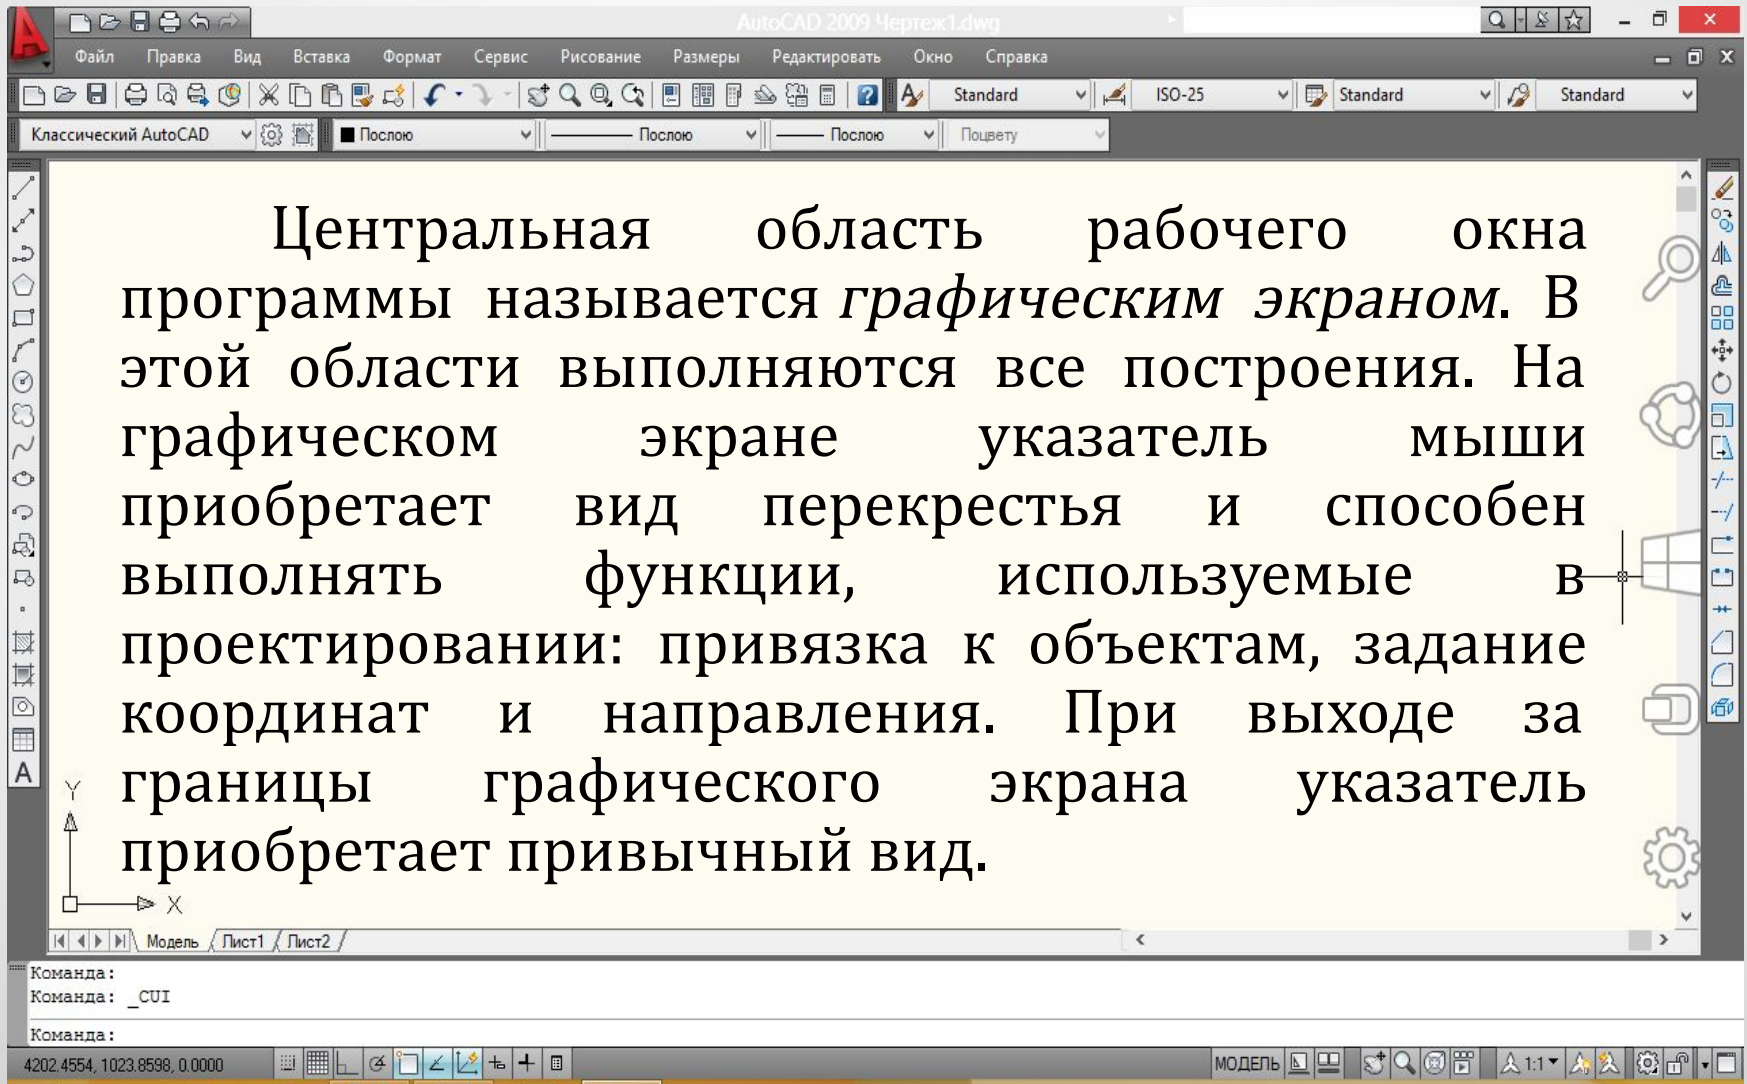 AutoCAD 2009 Чертеж1.dwg
Файл Правка Вид Вставка Формат Сервис Рисование Размеры Редактировать Окно Справка
Standard ISO-25 Standard Standard
Классический AutoCAD Послою Послою Послою Поцвету
Центральная область рабочего окна
программы называется графическим экраном. В
этой области выполняются все построения. На
графическом экране указатель мыши
приобретает вид перекрестья и способен
выполнять функции, используемые в
проектировании: привязка к объектам, задание
координат и направления. При выходе за
границы графического экрана указатель
приобретает привычный вид.
Y
X
Модель Лист1 Лист2
Команда:
Команда: _CUI
Команда:
4202.4554, 1023.8598, 0.0000 МОДЕЛЬ 1:1